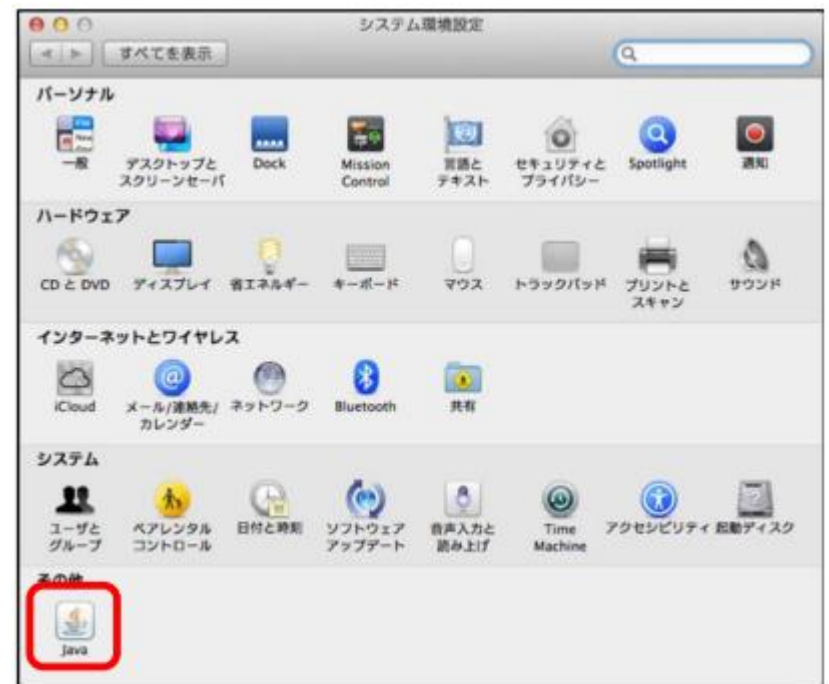 システム環境設定
すべてを表示
パーソナル
一般
デスクトップと
スクリーンセーバ
Dock
Mission
Control
言語と
テキスト
セキュリティと
プライバシー
Spotlight
通知
ハードウェア
CD と DVD
ディスプレイ
省エネルギー
キーボード
マウス
トラックパッド
プリントと
スキャン
サウンド
インターネットとワイヤレス
iCloud
メール/連絡先/
カレンダー
ネットワーク
Bluetooth
共有
システム
ユーザと
グループ
ペアレンタル
コントロール
日付と時刻
ソフトウェア
アップデート
音声入力と
読み上げ
Time
Machine
アクセシビリティ
起動ディスク
その他
Java